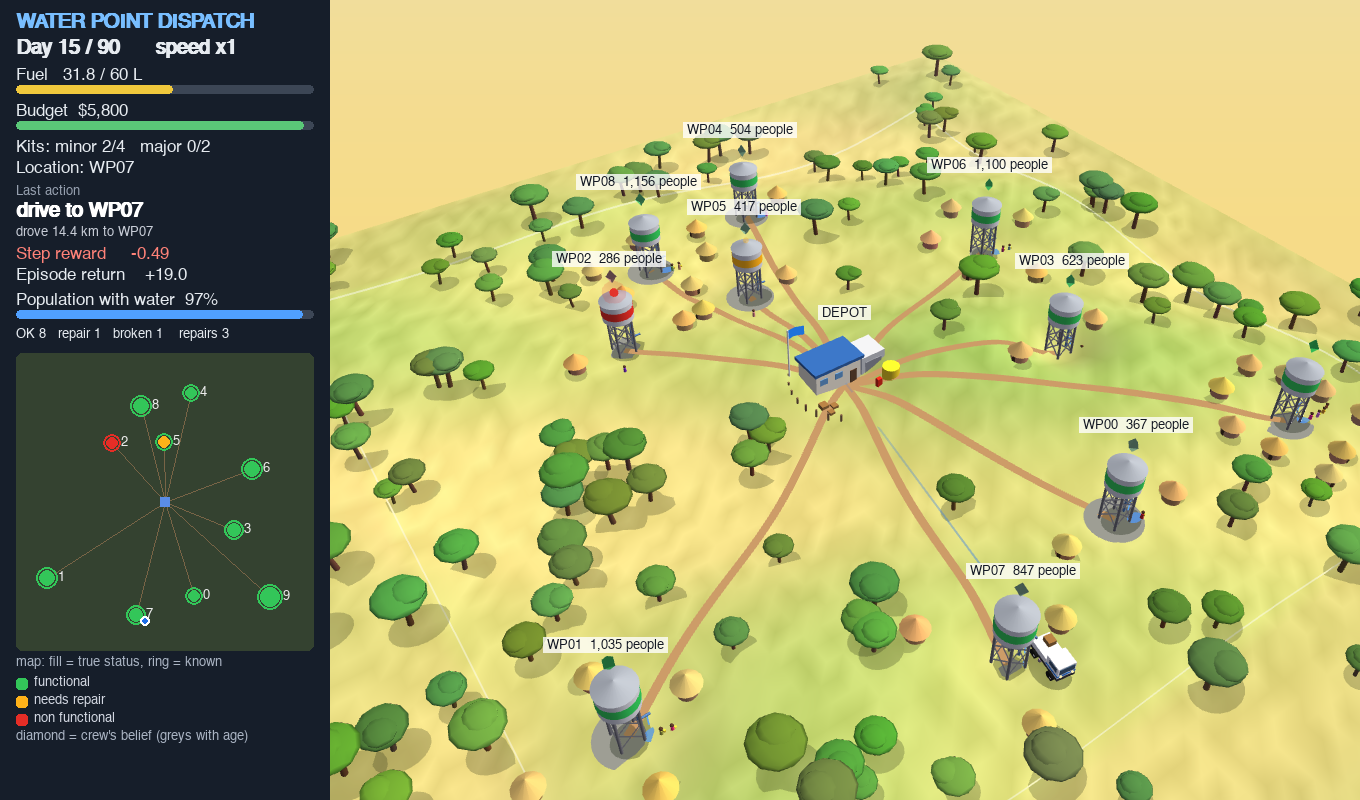 WATER POINT DISPATCH
Day 15 / 90 speed x1
Fuel 31.8 / 60 L
Budget $5,800
Kits: minor 2/4 major 0/2
Location: WP07
Last action
drive to WP07
drove 14.4 km to WP07
Step reward -0.49
Episode return +19.0
Population with water 97%
OK 8 repair 1 broken 1 repairs 3
4
8
2
5
6
3
1
0
9
7
map: fill = true status, ring = known
functional
needs repair
non functional
diamond = crew's belief (greys with age)
WP04 504 people
WP06 1,100 people
WP08 1,156 people
WP05 417 people
WP02 286 people
WP03 623 people
DEPOT
WP00 367 people
WP07 847 people
WP01 1,035 people